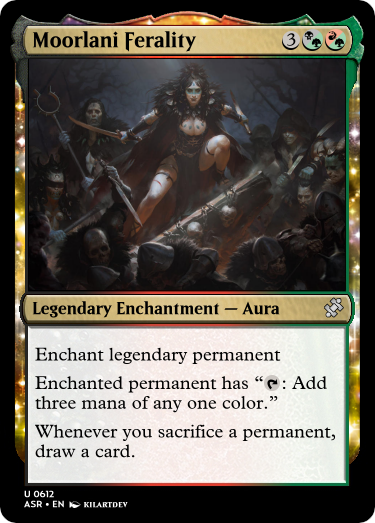 Moorlani Ferality 3
Legendary Enchantment — Aura
Enchant legendary permanent
Enchanted permanent has “: Add
three mana of any one color.”
Whenever you sacrifice a permanent,
draw a card.
U 0612
ASR • EN KILARTDEV